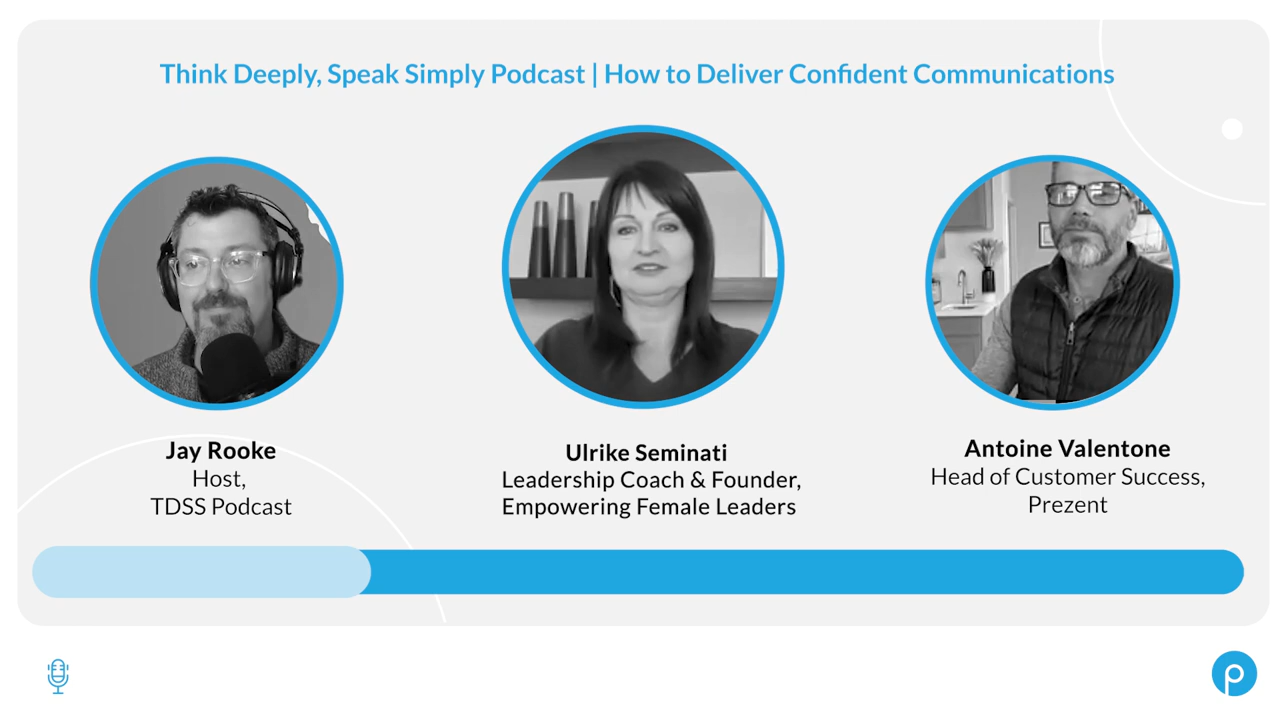 Think Deeply, Speak Simply Podcast | How to Deliver Confident Communications
Jay Rooke
Host,
TDSS Podcast
Ulrike Seminati
Leadership Coach & Founder,
Empowering Female Leaders
Antoine Valentone
Head of Customer Success,
Prezent